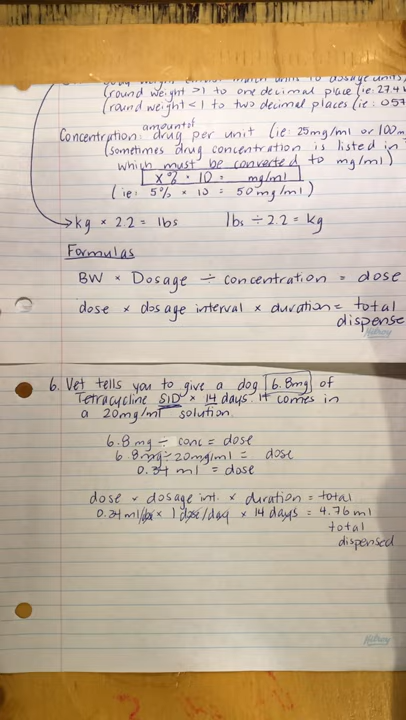 (round weight >1 to one decimal place (ie: 27.4
(round weight <1 to two decimal places (ie: 0.57
amount of
Concentration: drug per unit (ie: 25mg/ml or 100m
(sometimes drug concentration is listed in
which must be converted to mg/ml)
X% · 10 = mg/ml
(ie: 5% × 10 = 50mg/ml)
kg × 2.2 = lbs lbs ÷ 2.2 = kg
Formulas
BW × Dosage ÷ concentration = dose
dose × dosage interval × duration = total
dispense
Hilroy
6. Vet tells you to give a dog 6.8mg of
Tetracycline SID × 14 days. It comes in
a 20mg/ml solution.
6.8mg ÷ conc = dose
6.8mg ÷ 20mg/ml = dose
0.34 ml = dose
dose × dosage int. × duration = total
0.34 ml/dose × 1 dose/day × 14 days = 4.76ml
total
dispensed
Hilroy